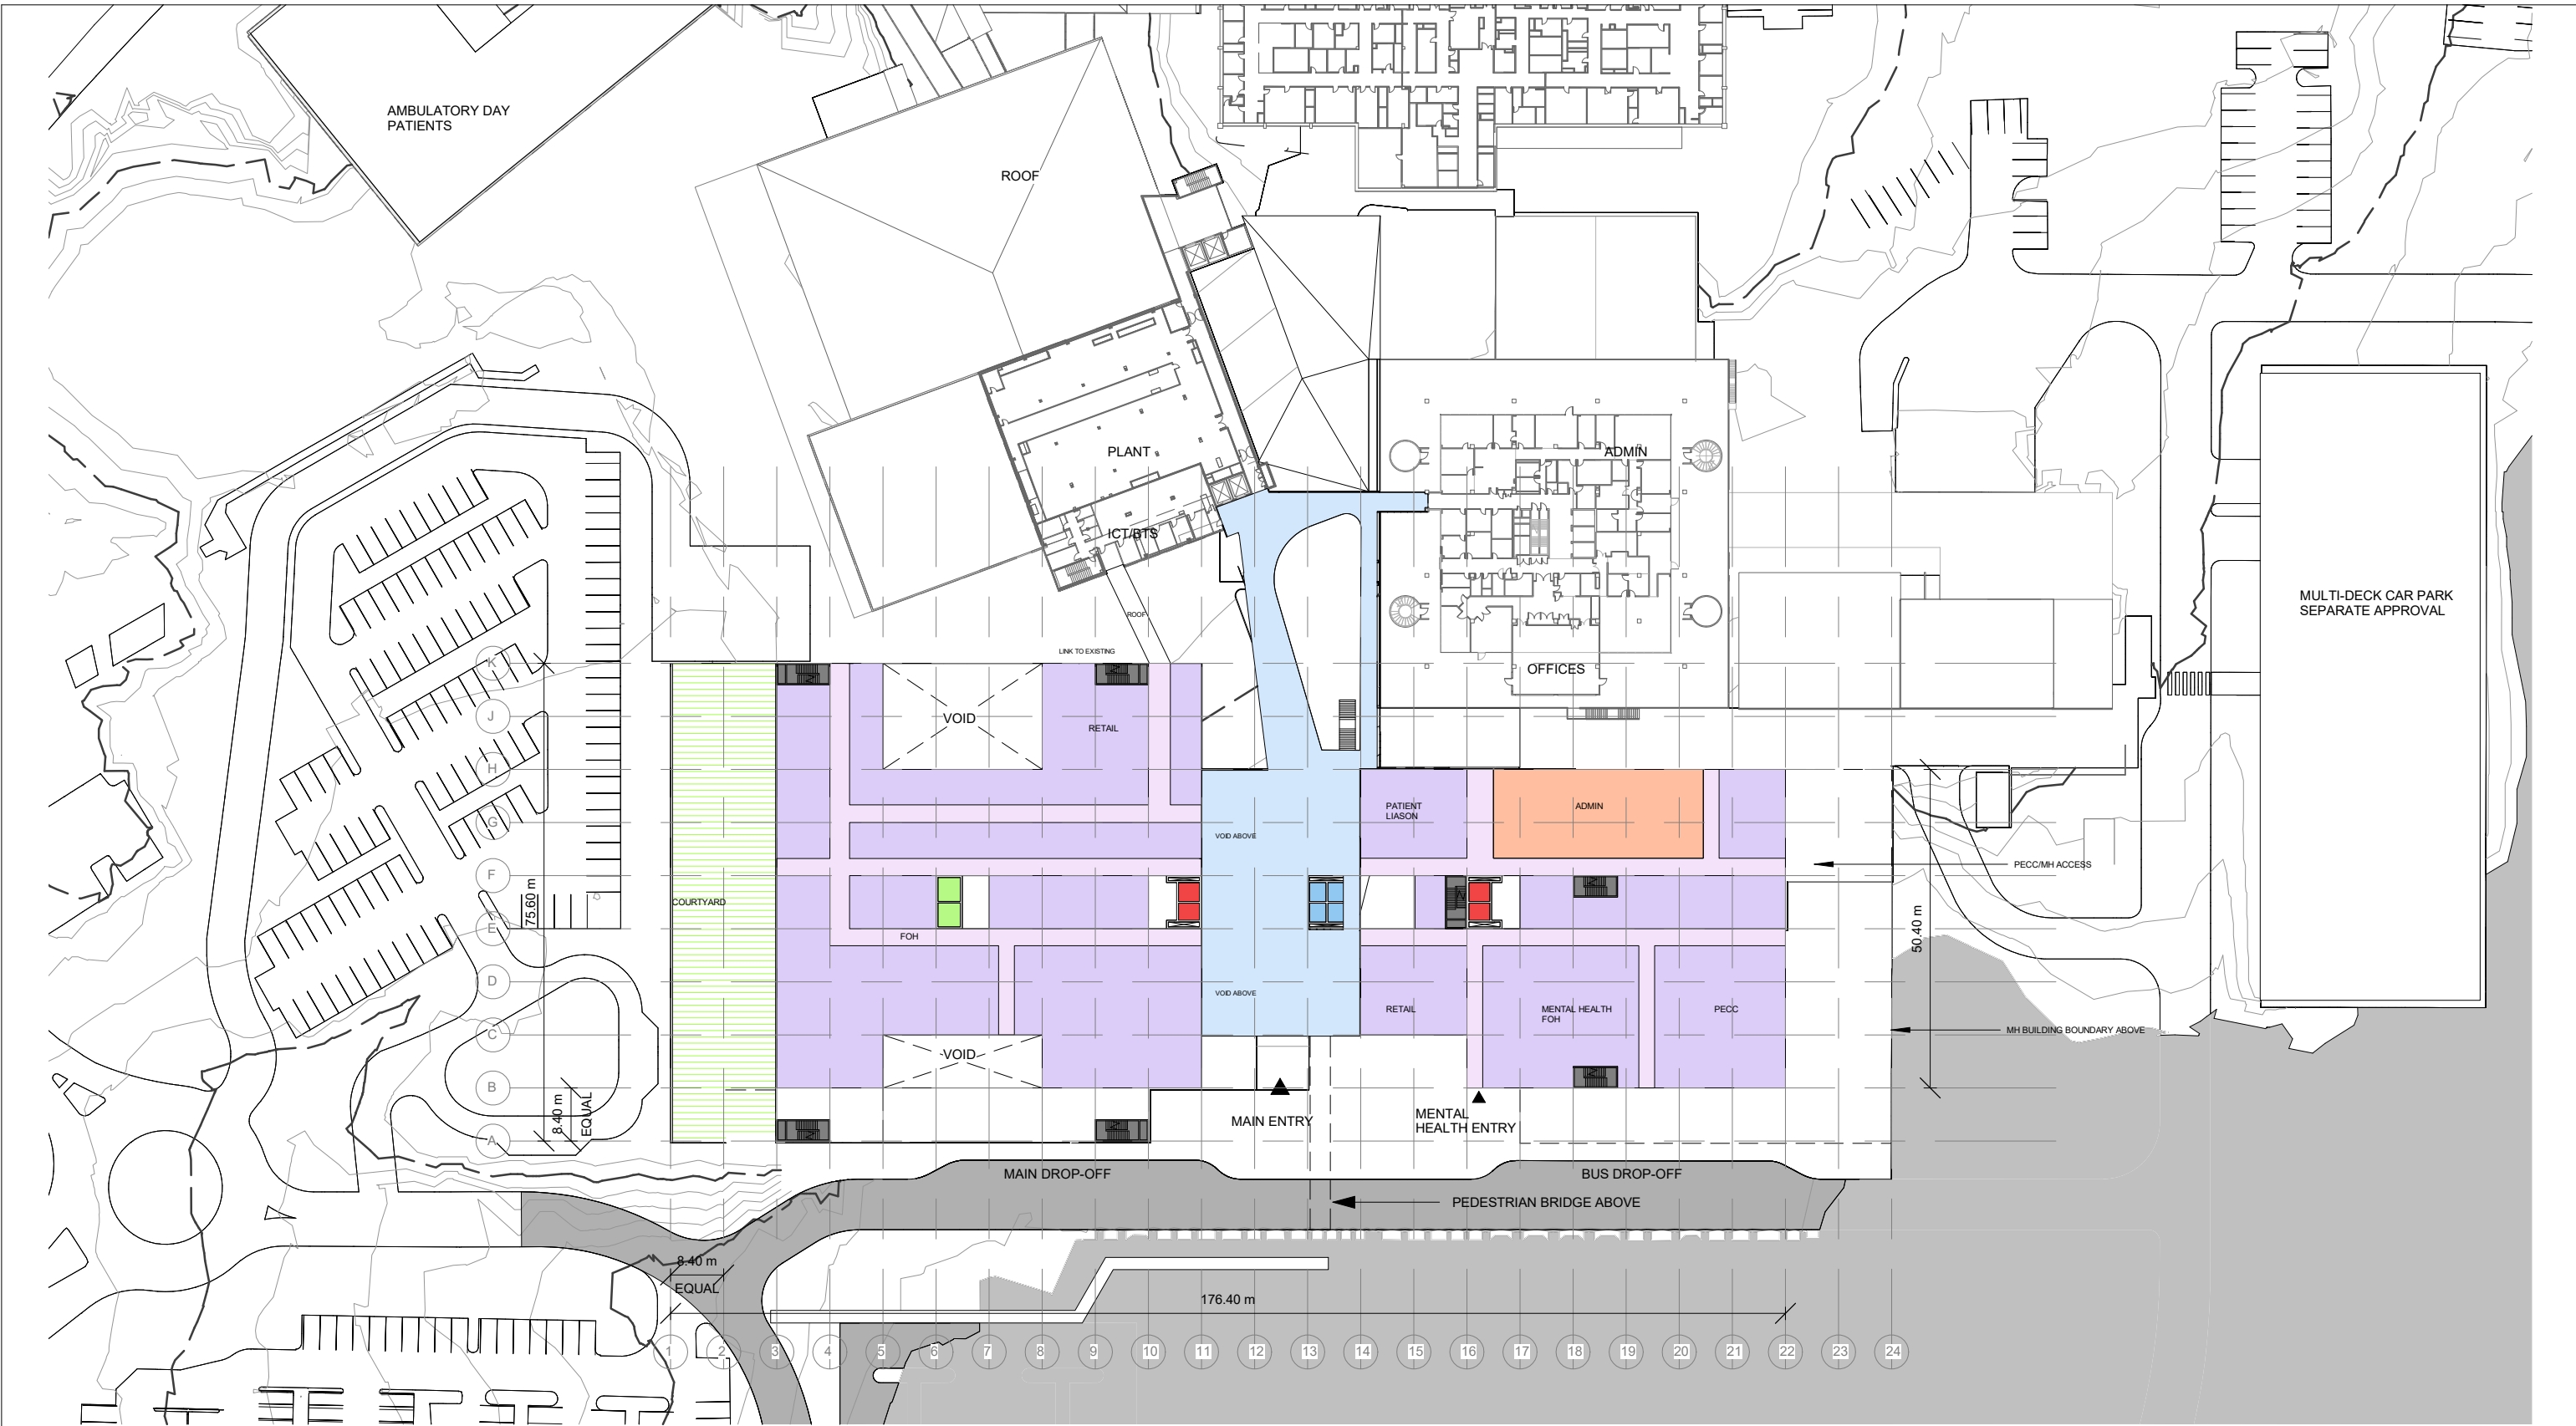 AMBULATORY DAY
PATIENTS
ROOF
PLANT
ADMIN
ICT/BTS
ROOF
LINK TO EXISTING
OFFICES
MULTI-DECK CAR PARK
SEPARATE APPROVAL
K
J
H
G
F
E
D
C
B
A
75.60 m
8.40 m
EQUAL
VOID
RETAIL
PATIENT
LIASON
ADMIN
VOID ABOVE
PECC/MH ACCESS
COURTYARD
FOH
50.40 m
VOID ABOVE
RETAIL
MENTAL HEALTH
FOH
PECC
MH BUILDING BOUNDARY ABOVE
VOID
MAIN ENTRY
MENTAL
HEALTH ENTRY
MAIN DROP-OFF
BUS DROP-OFF
PEDESTRIAN BRIDGE ABOVE
8.40 m
EQUAL
176.40 m
1 2 3 4 5 6 7 8 9 10 11 12 13 14 15 16 17 18 19 20 21 22 23 24